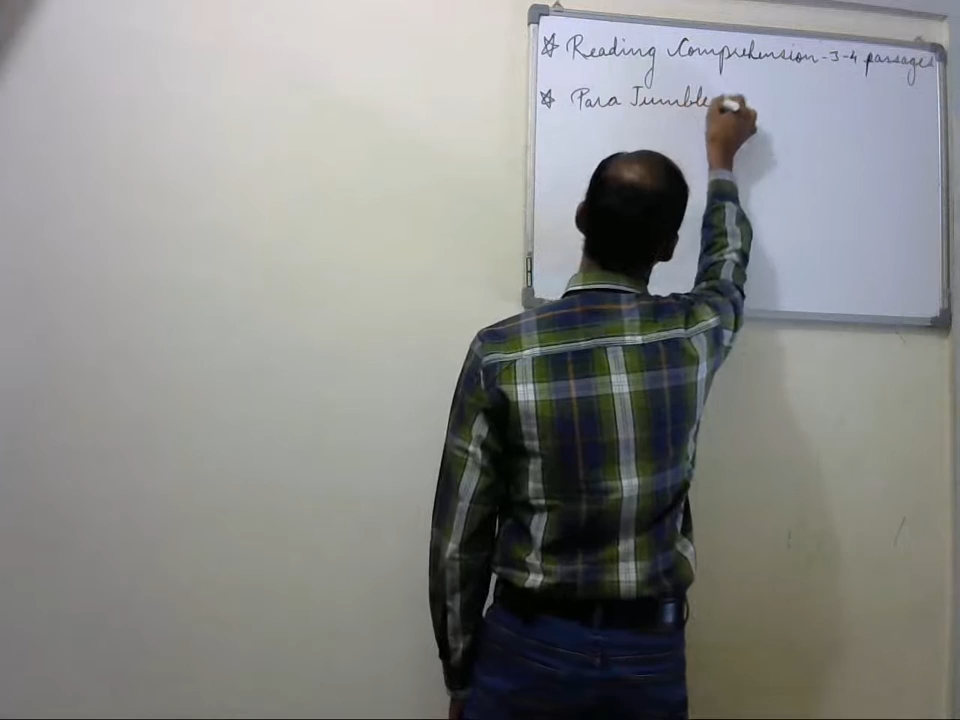 ☆ Reading Comprehension - 3-4 passages
☆ Para Jumble